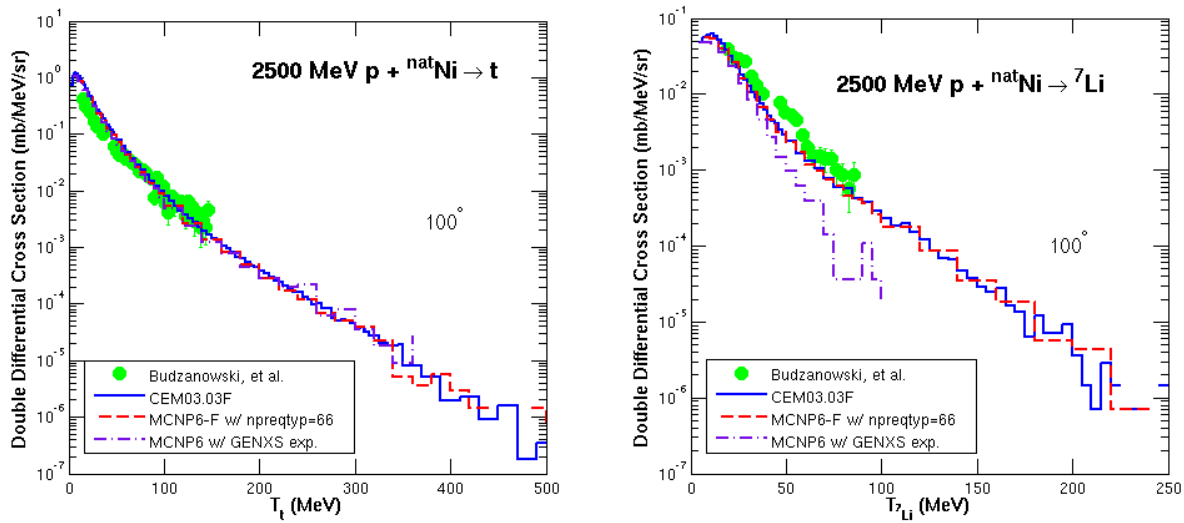 10¹
10⁰
10⁻¹
10⁻²
10⁻³
10⁻⁴
10⁻⁵
10⁻⁶
10⁻⁷
Double Differential Cross Section (mb/MeV/sr)
2500 MeV p + ⁿᵃᵗNi → t
100°
Budzanowski, et al.
CEM03.03F
MCNP6-F w/ npreqtyp=66
MCNP6 w/ GENXS exp.
0 100 200 300 400 500
Tₜ (MeV)
10⁻¹
10⁻²
10⁻³
10⁻⁴
10⁻⁵
10⁻⁶
10⁻⁷
Double Differential Cross Section (mb/MeV/sr)
2500 MeV p + ⁿᵃᵗNi → ⁷Li
100°
Budzanowski, et al.
CEM03.03F
MCNP6-F w/ npreqtyp=66
MCNP6 w/ GENXS exp.
0 50 100 150 200 250
T⁷Li (MeV)